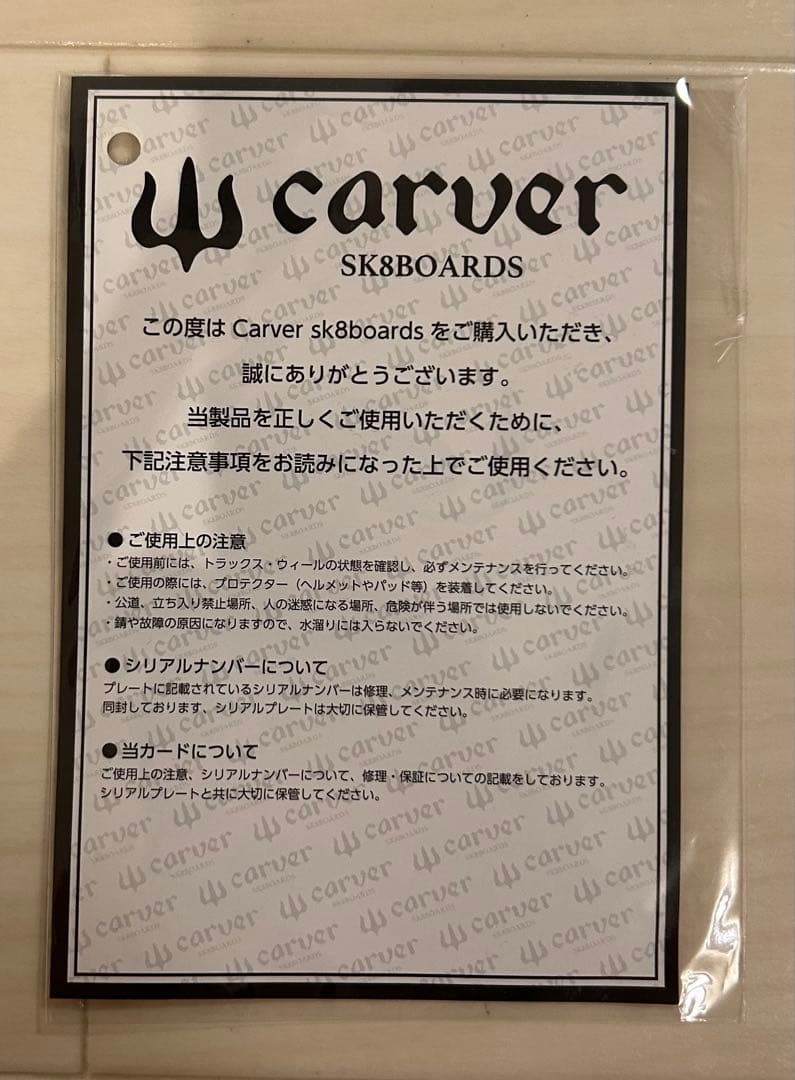 carver
SK8BOARDS
この度は Carver sk8boards をご購入いただき、
誠にありがとうございます。
当製品を正しくご使用いただくために、
下記注意事項をお読みになった上でご使用ください。
● ご使用上の注意
・ご使用前には、トラックス・ウィールの状態を確認し、必ずメンテナンスを行ってください。
・ご使用の際には、プロテクター（ヘルメットやパッド等）を装着してください。
・公道、立ち入り禁止場所、人の迷惑になる場所、危険が伴う場所では使用しないでください。
・錆や故障の原因になりますので、水溜りには入らないでください。
● シリアルナンバーについて
プレートに記載されているシリアルナンバーは修理、メンテナンス時に必要になります。
同封しております、シリアルプレートは大切に保管してください。
● 当カードについて
ご使用上の注意、シリアルナンバーについて、修理・保証についての記載をしております。
シリアルプレートと共に大切に保管してください。